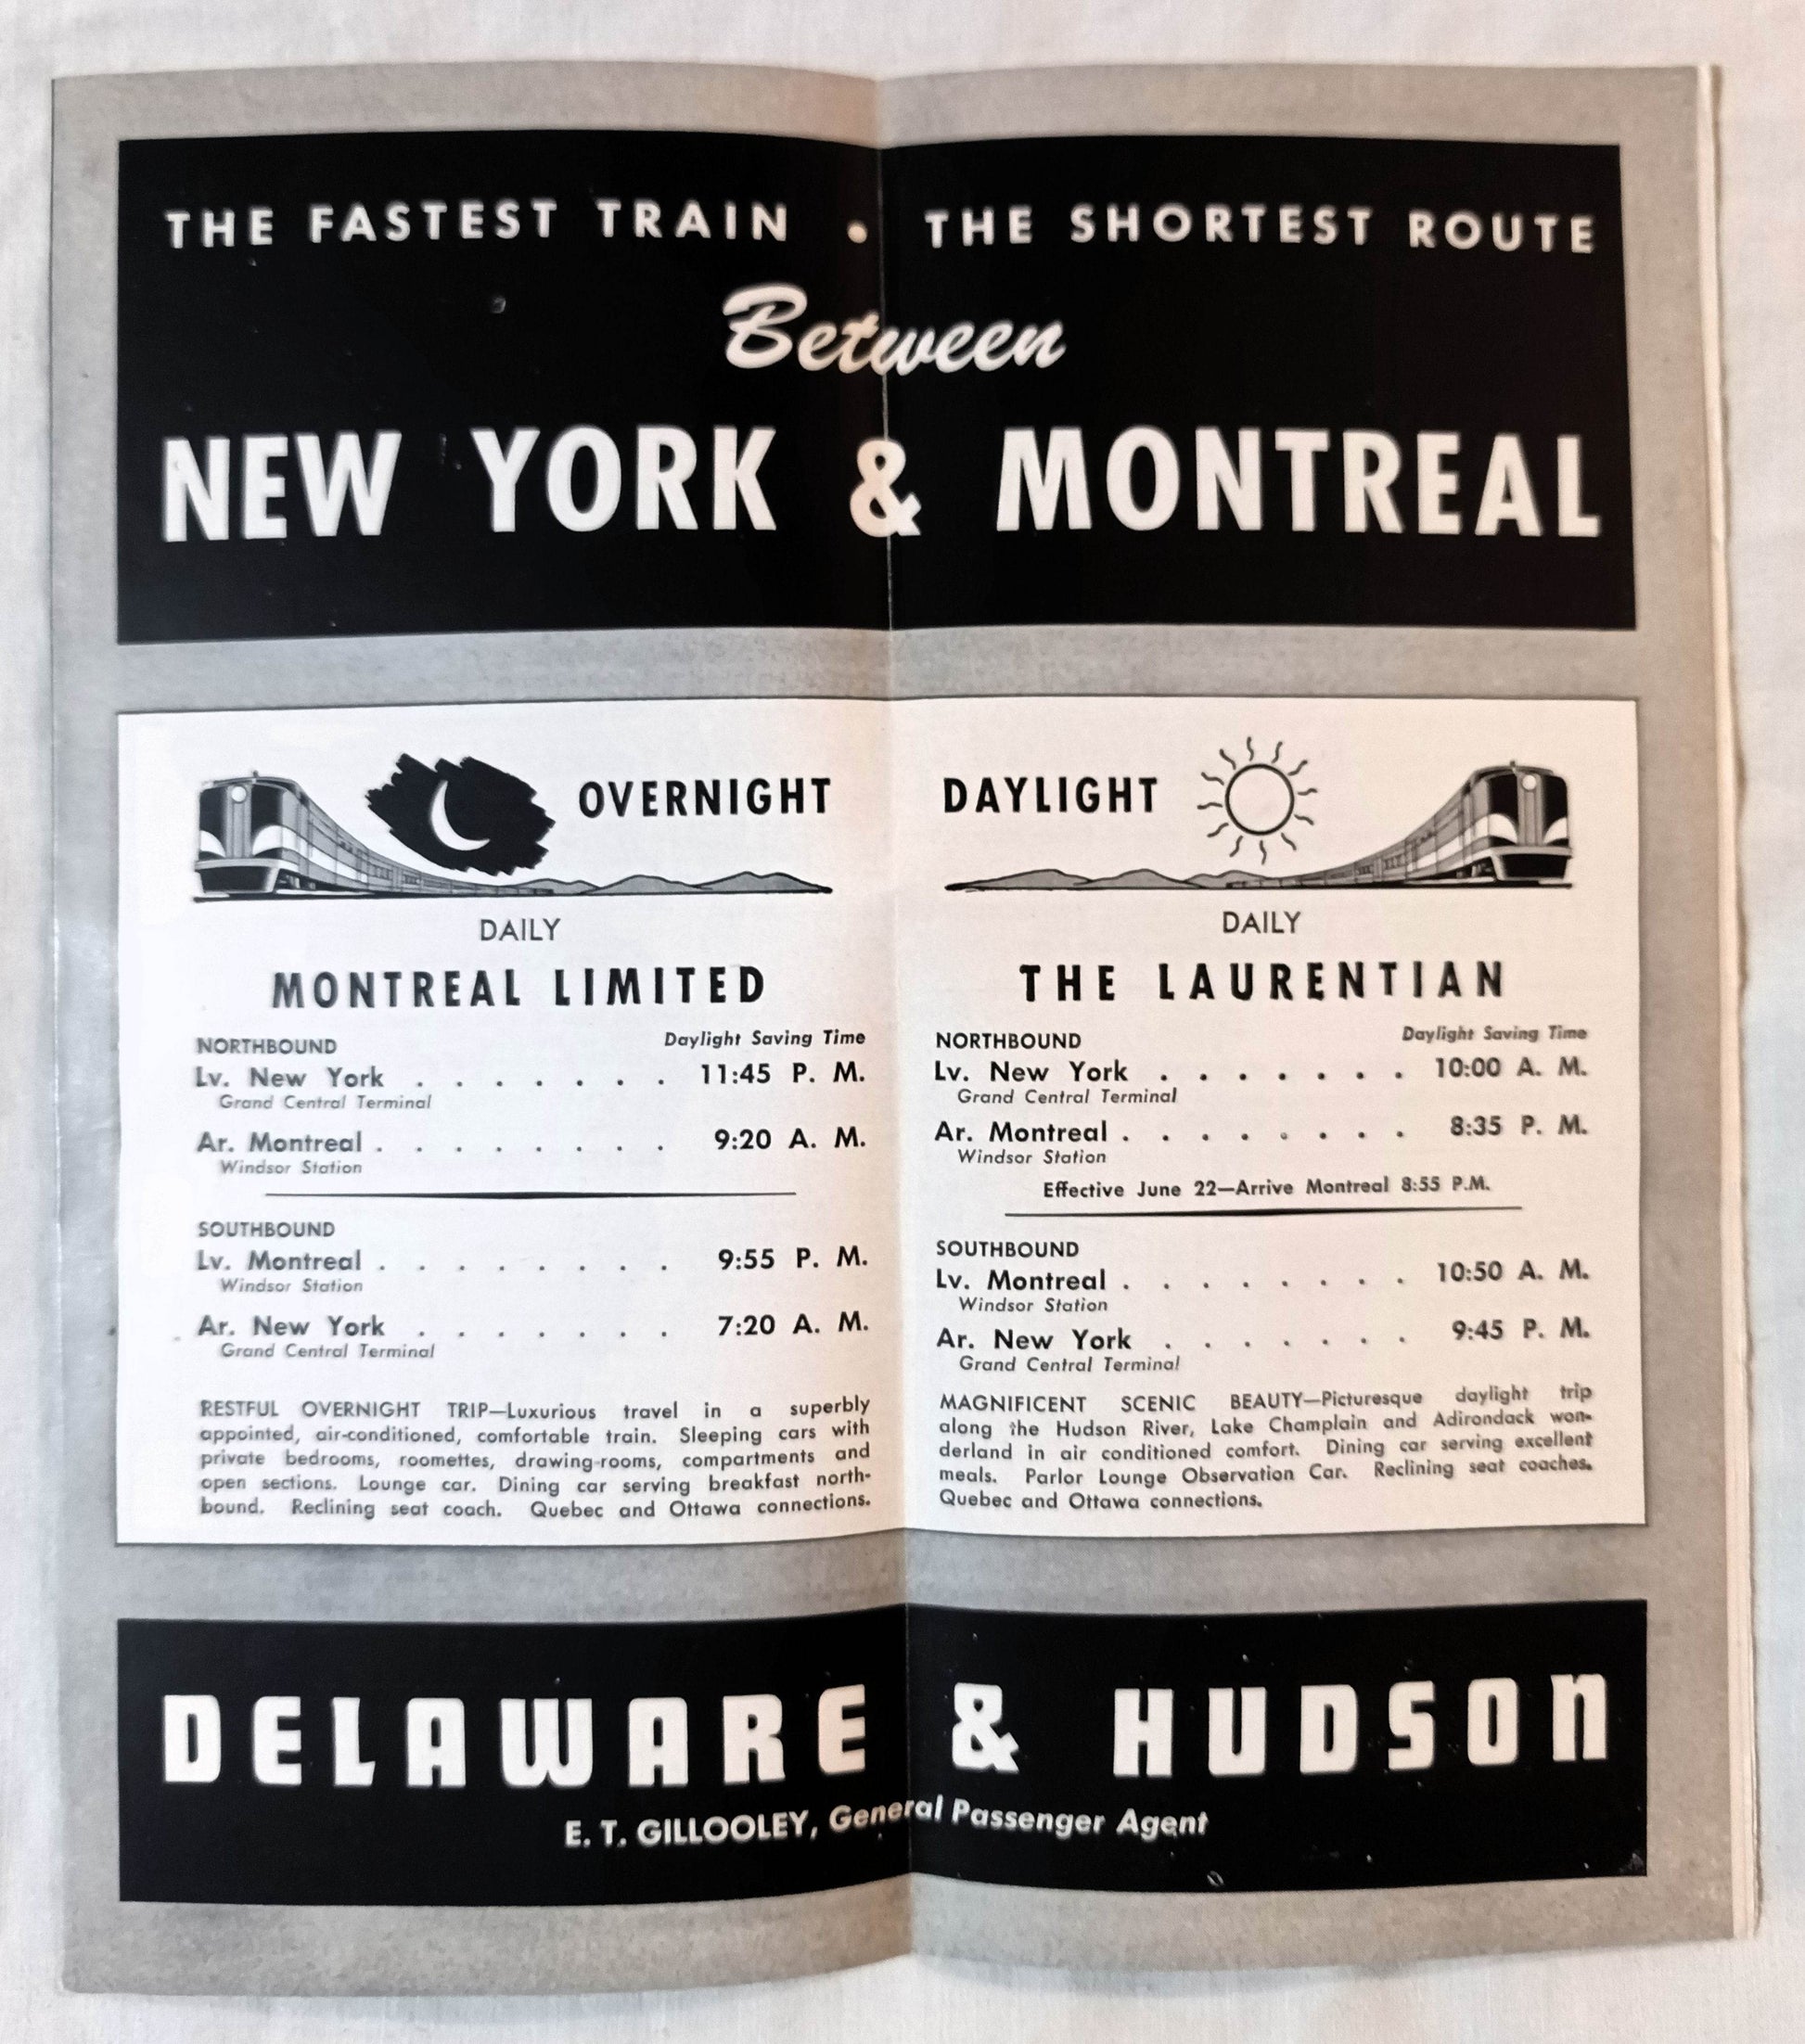 THE FASTEST TRAIN • THE SHORTEST ROUTE
Between
NEW YORK & MONTREAL
OVERNIGHT
DAILY
MONTREAL LIMITED
NORTHBOUND Daylight Saving Time
Lv. New York . . . . . . . 11:45 P. M.
Grand Central Terminal
Ar. Montreal . . . . . . . . 9:20 A. M.
Windsor Station
SOUTHBOUND
Lv. Montreal . . . . . . . . 9:55 P. M.
Windsor Station
Ar. New York . . . . . . . 7:20 A. M.
Grand Central Terminal
RESTFUL OVERNIGHT TRIP—Luxurious travel in a superbly
appointed, air-conditioned, comfortable train. Sleeping cars with
private bedrooms, roomettes, drawing-rooms, compartments and
open sections. Lounge car. Dining car serving breakfast north-
bound. Reclining seat coach. Quebec and Ottawa connections.
DAYLIGHT
DAILY
THE LAURENTIAN
NORTHBOUND Daylight Saving Time
Lv. New York . . . . . . . 10:00 A. M.
Grand Central Terminal
Ar. Montreal . . . . . . . . 8:35 P. M.
Windsor Station
Effective June 22—Arrive Montreal 8:55 P.M.
SOUTHBOUND
Lv. Montreal . . . . . . . . 10:50 A. M.
Windsor Station
Ar. New York . . . . . . . 9:45 P. M.
Grand Central Terminal
MAGNIFICENT SCENIC BEAUTY—Picturesque daylight trip
along the Hudson River, Lake Champlain and Adirondack won-
derland in air conditioned comfort. Dining car serving excellent
meals. Parlor Lounge Observation Car. Reclining seat coaches.
Quebec and Ottawa connections.
DELAWARE & HUDSON
E. T. GILLOOLEY, General Passenger Agent